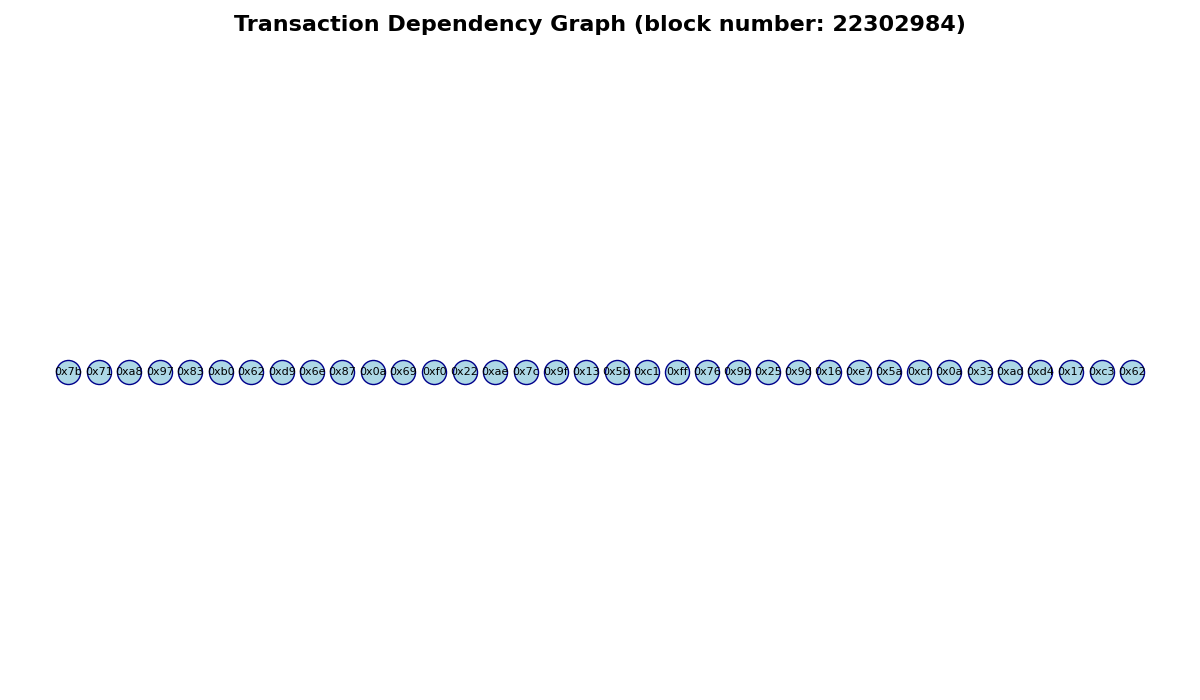 Transaction Dependency Graph (block number: 22302984)
0x7b 0x71 0xa8 0x97 0x83 0xb0 0x62 0xd9 0x6e 0x87 0x0a 0x69 0xf0 0x22 0xae 0x7c 0x9f 0x13 0x5b 0xc1 0xff 0x76 0x9b 0x25 0x9d 0x16 0xe7 0x5a 0xcf 0x0a 0x33 0xad 0xd4 0x17 0xc3 0x62